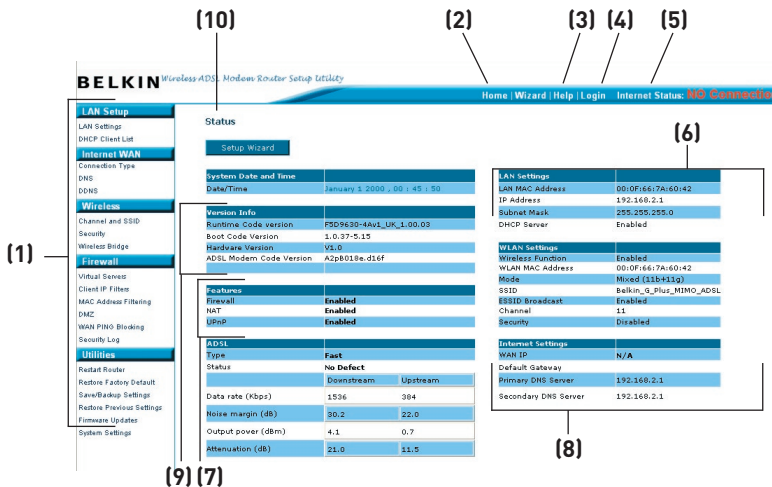 (10)
(2)
(3)
(4)
(5)
BELKIN Wireless ADSL Modem Router Setup Utility
Home | Wizard | Help | Login Internet Status: NO Connection
(1)
LAN Setup
LAN Settings
DHCP Client List
Internet WAN
Connection Type
DNS
DDNS
Wireless
Channel and SSID
Security
Wireless Bridge
Firewall
Virtual Servers
Client IP Filters
MAC Address Filtering
DMZ
WAN PING Blocking
Security Log
Utilities
Restart Router
Restore Factory Default
Save/Backup Settings
Restore Previous Settings
Firmware Updates
System Settings
Status
Setup Wizard
System Date and Time
Date/Time January 1 2000 , 00 : 45 : 50
Version Info
Runtime Code version F5D9630-4Av1_UK_1.00.03
Boot Code Version 1.0.37-5.15
Hardware Version V1.0
ADSL Modem Code Version A2pB018e.d16f
Features
Firewall Enabled
NAT Enabled
UPnP Enabled
ADSL
Type Fast
Status No Defect
Downstream Upstream
Data rate (Kbps) 1536 384
Noise margin (dB) 30.2 22.0
Output power (dBm) 4.1 0.7
Attenuation (dB) 21.0 11.5
(9)
(7)
(6)
LAN Settings
LAN MAC Address 00:0F:66:7A:60:42
IP Address 192.168.2.1
Subnet Mask 255.255.255.0
DHCP Server Enabled
WLAN Settings
Wireless Function Enabled
WLAN MAC Address 00:0F:66:7A:60:42
Mode Mixed (11b+11g)
SSID Belkin_G_Plus_MIMO_ADSL
ESSID Broadcast Enabled
Channel 11
Security Disabled
Internet Settings
WAN IP N/A
Default Gateway
Primary DNS Server 192.168.2.1
Secondary DNS Server 192.168.2.1
(8)